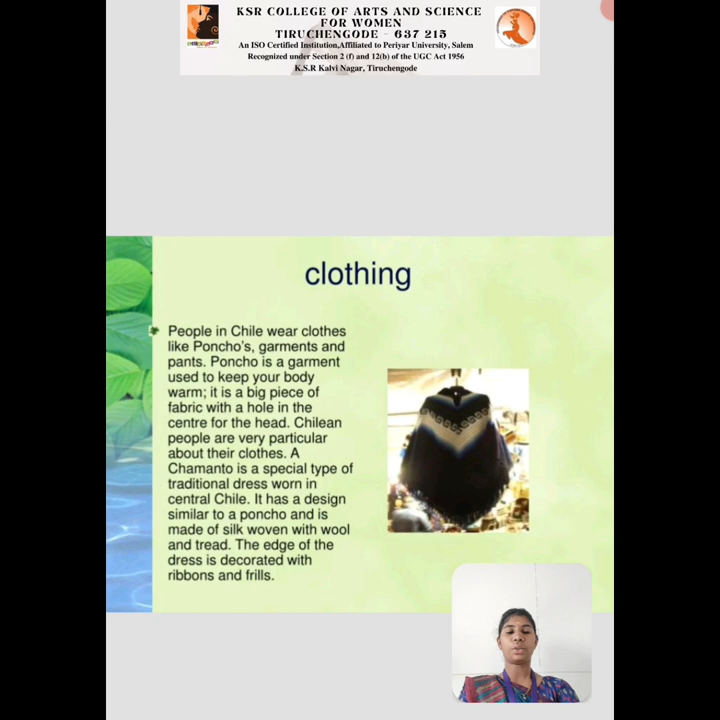 KSR COLLEGE OF ARTS AND SCIENCE
FOR WOMEN
TIRUCHENGODE - 637 215
An ISO Certified Institution,Affiliated to Periyar University, Salem
Recognized under Section 2 (f) and 12(b) of the UGC Act 1956
K.S.R Kalvi Nagar, Tiruchengode
clothing
People in Chile wear clothes
like Poncho's, garments and
pants. Poncho is a garment
used to keep your body
warm; it is a big piece of
fabric with a hole in the
centre for the head. Chilean
people are very particular
about their clothes. A
Chamanto is a special type of
traditional dress worn in
central Chile. It has a design
similar to a poncho and is
made of silk woven with wool
and tread. The edge of the
dress is decorated with
ribbons and frills.